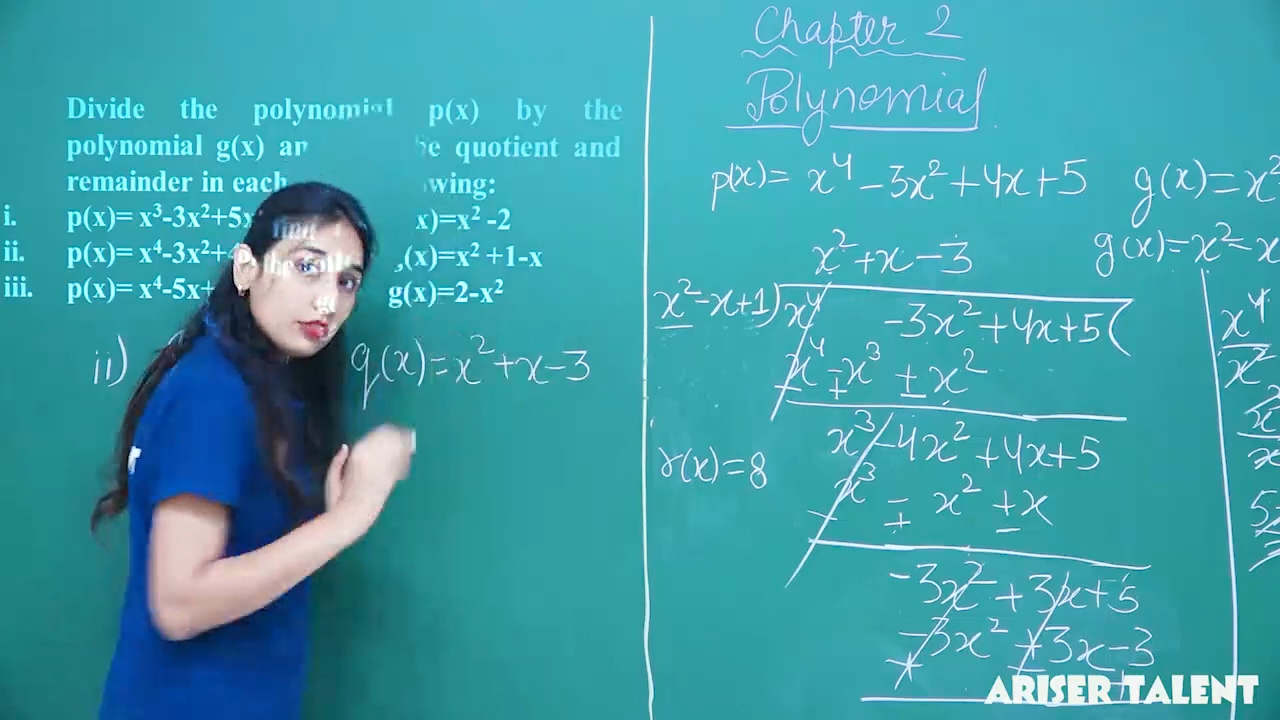 Divide the polynomial p(x) by the
polynomial g(x) quotient and
remainder in each
i. p(x)= x³-3x²+5x x)=x² -2
ii. p(x)= x⁴-3x²+4 (x)=x² +1-x
iii. p(x)= x⁴-5x+ g(x)=2-x²
ii) q(x)=x²+x-3
Chapter 2
Polynomial
p(x)= x⁴-3x²+4x+5 g(x)=x²
g(x)=x²-x
x²+x-3
x²-x+1)x⁴ -3x²+4x+5(
x⁴ -x³ +x²
x³-4x²+4x+5
r(x)=8
x³ - x² +x
-3x²+3x+5
-3x²+3x-3
x⁴
x²
ARISER TALENT